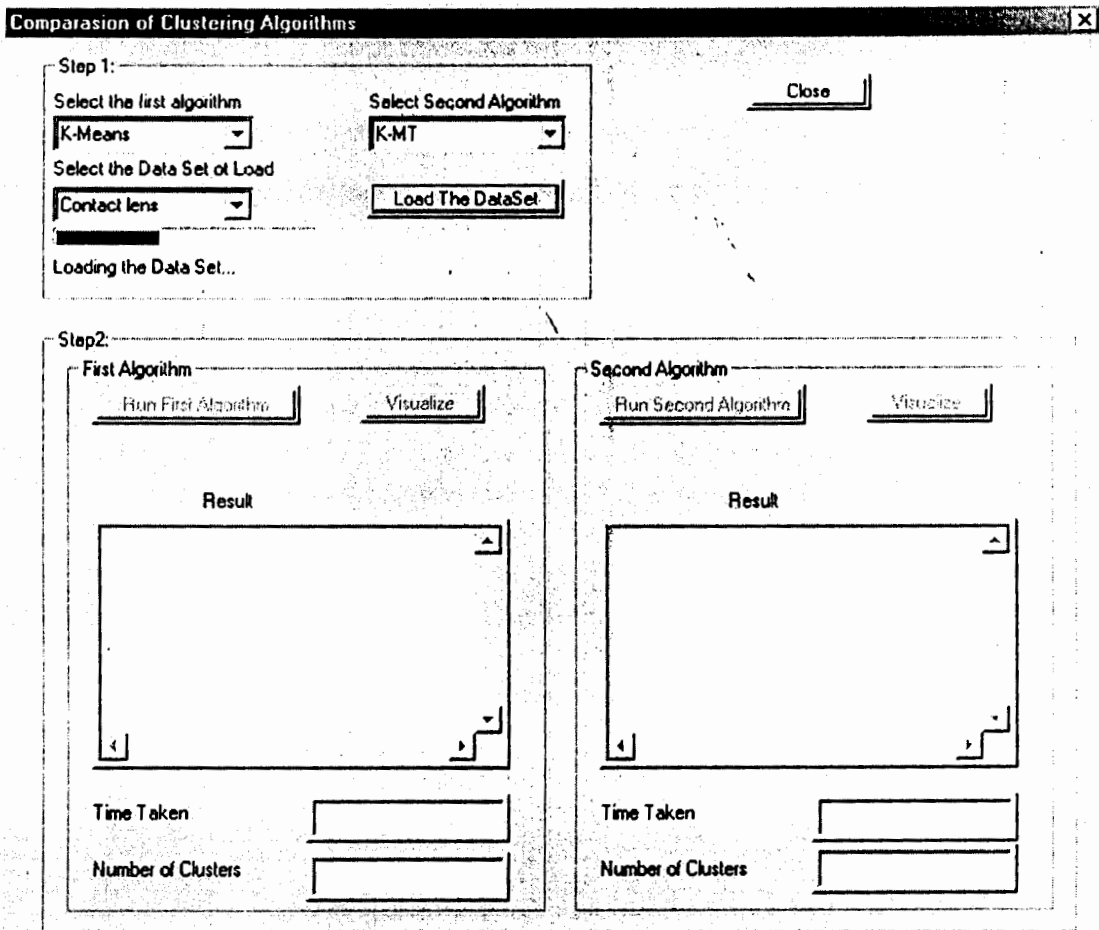 Comparasion of Clustering Algorithms
Step 1:
Select the first algorithm
Select Second Algorithm
Close
K-Means
K-MT
Select the Data Set ot Load
Contact lens
Load The DataSet
Loading the Data Set...
Step2:
First Algorithm
Second Algorithm
Run First Algorithm
Visualize
Run Second Algorithm
Visualize
Result
Result
Time Taken
Time Taken
Number of Clusters
Number of Clusters